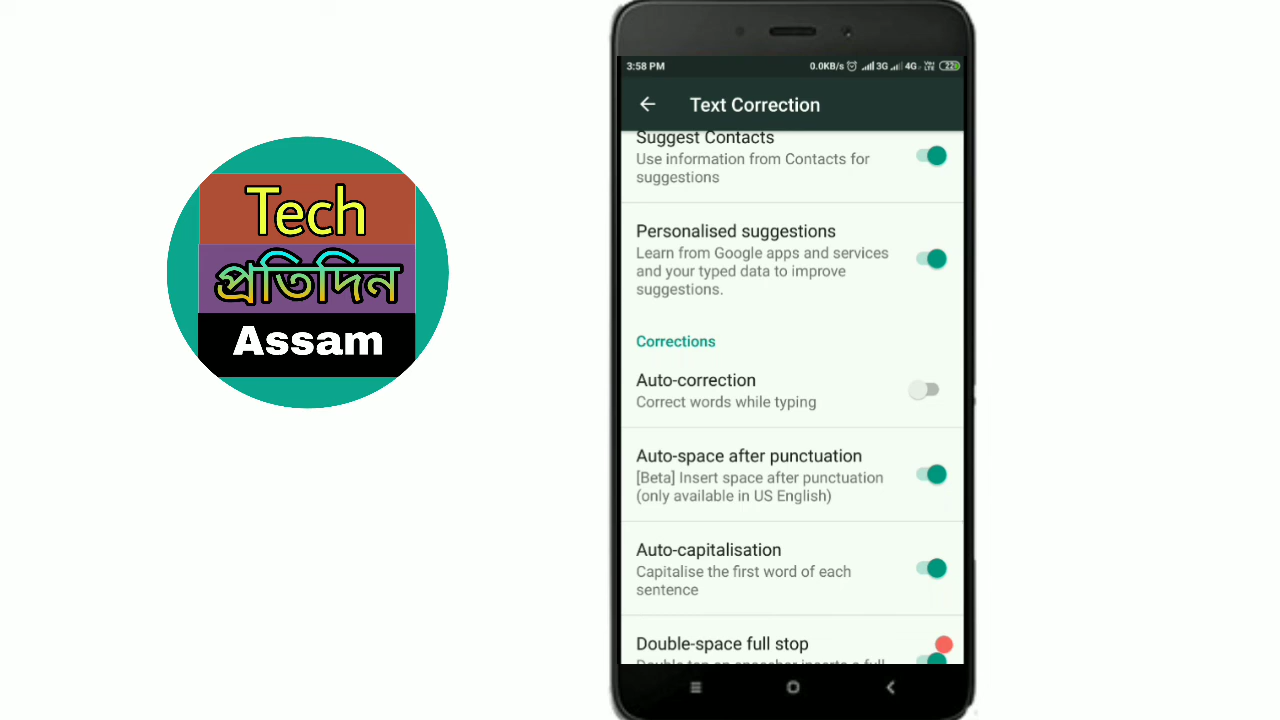 Tech
প্ৰতিদিন
Assam
3:58 PM
0.0KB/s 3G 4G VoLTE 22
Text Correction
Suggest Contacts
Use information from Contacts for
suggestions
Personalised suggestions
Learn from Google apps and services
and your typed data to improve
suggestions.
Corrections
Auto-correction
Correct words while typing
Auto-space after punctuation
[Beta] Insert space after punctuation
(only available in US English)
Auto-capitalisation
Capitalise the first word of each
sentence
Double-space full stop